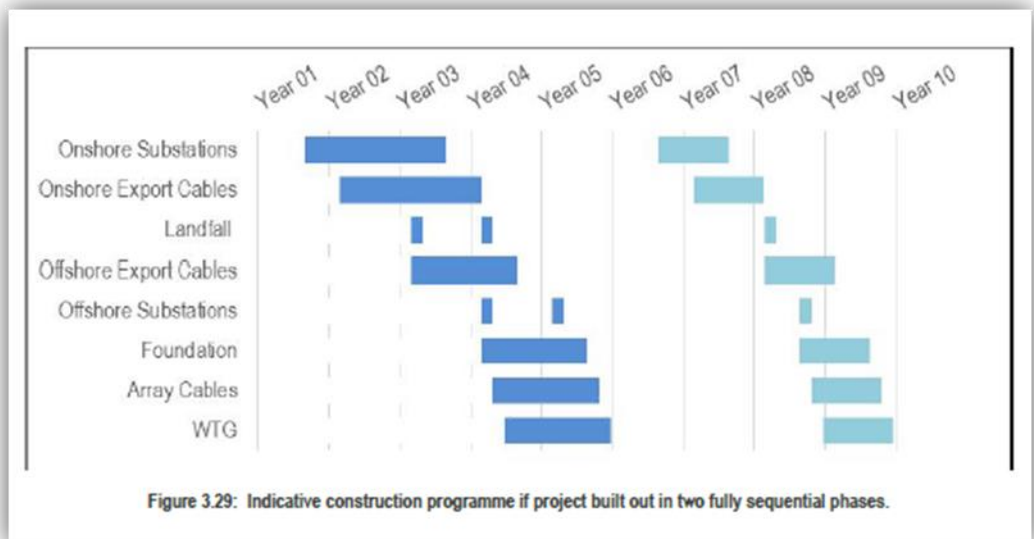 Year 01 Year 02 Year 03 Year 04 Year 05 Year 06 Year 07 Year 08 Year 09 Year 10
Onshore Substations
Onshore Export Cables
Landfall
Offshore Export Cables
Offshore Substations
Foundation
Array Cables
WTG
Figure 3.29: Indicative construction programme if project built out in two fully sequential phases.